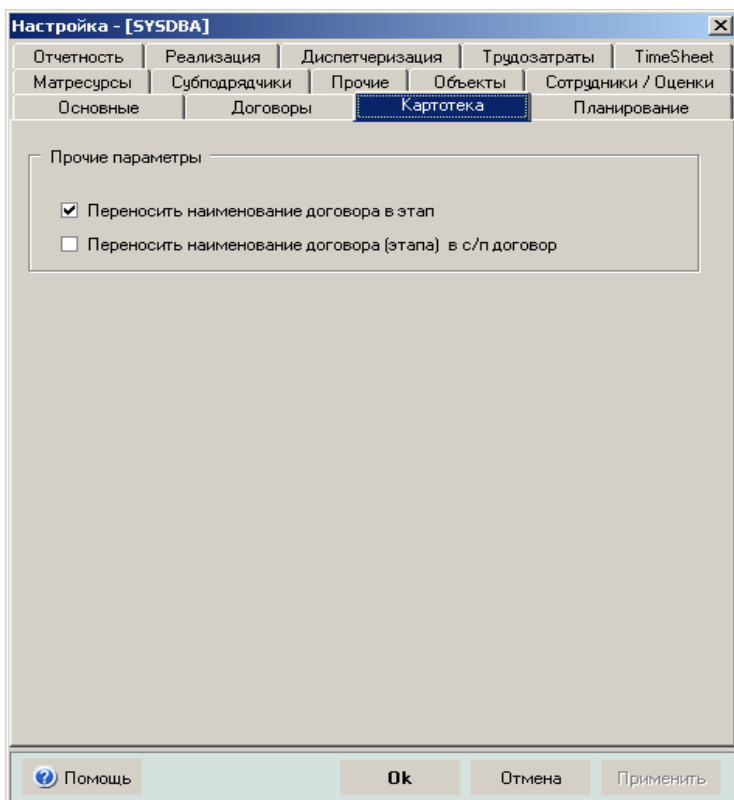 Настройка - [SYSDBA]
Отчетность Реализация Диспетчеризация Трудозатраты TimeSheet
Матресурсы Субподрядчики Прочие Объекты Сотрудники / Оценки
Основные Договоры Картотека Планирование
Прочие параметры
Переносить наименование договора в этап
Переносить наименование договора (этапа) в с/п договор
Помощь Ok Отмена Применить